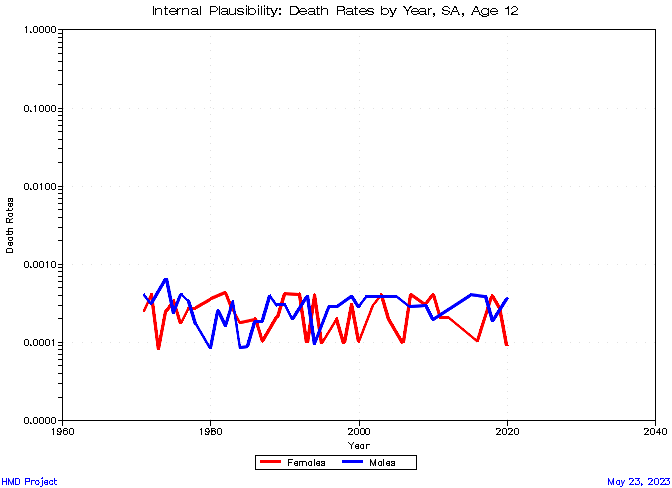 Internal Plausibility: Death Rates by Year, SA, Age 12
1.0000
0.1000
0.0100
0.0010
0.0001
0.0000
Death Rates
1960 1980 2000 2020 2040
Year
Females Males
HMD Project
May 23, 2023